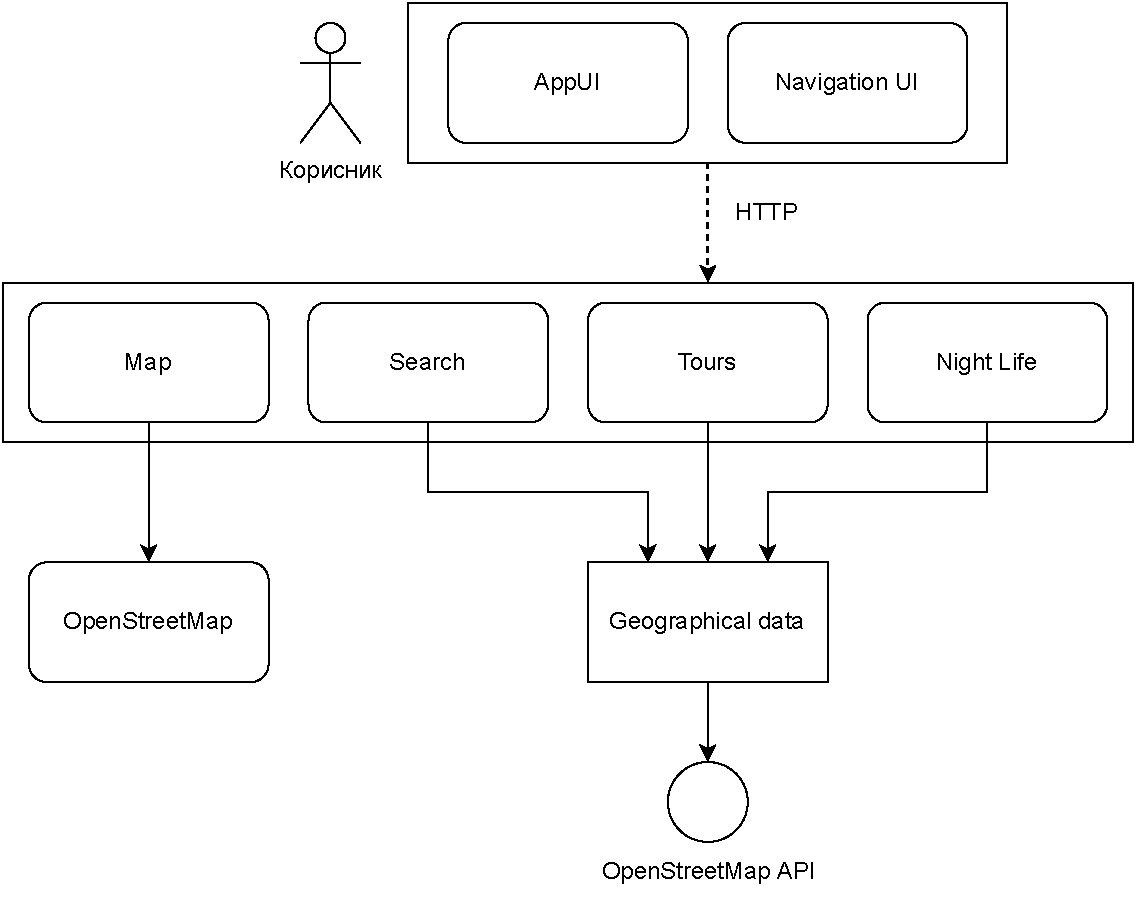 AppUI
Navigation UI
Корисник
HTTP
Map
Search
Tours
Night Life
OpenStreetMap
Geographical data
OpenStreetMap API